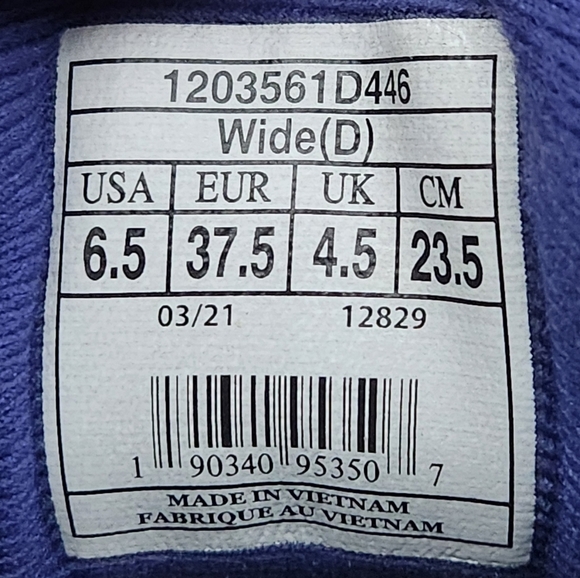 1203561D446
Wide(D)
USA EUR UK CM
6.5 37.5 4.5 23.5
03/21 12829
1 90340 95350 7
MADE IN VIETNAM
FABRIQUE AU VIETNAM